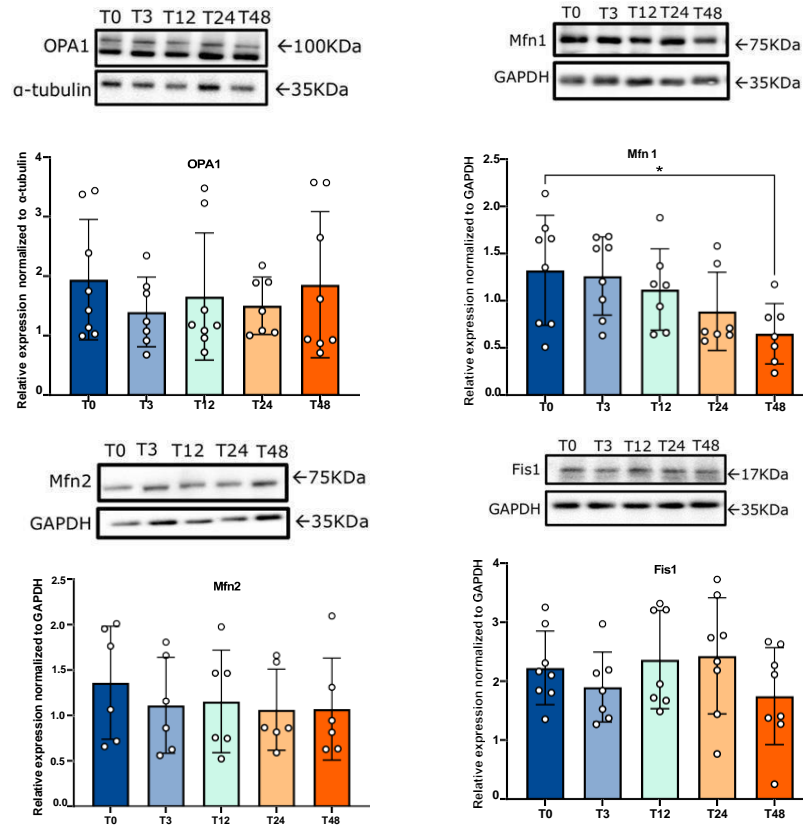 T0 T3 T12 T24 T48
OPA1 ←100KDa
α-tubulin ←35KDa
OPA1
Relative expression normalized to α-tubulin
4
3
2
1
0
T0 T3 T12 T24 T48
T0 T3 T12 T24 T48
Mfn1 ←75KDa
GAPDH ←35KDa
Mfn 1
*
Relative expression normalized to GAPDH
2.5
2.0
1.5
1.0
0.5
0.0
T0 T3 T12 T24 T48
T0 T3 T12 T24 T48
Mfn2 ←75KDa
GAPDH ←35KDa
Mfn2
Relative expression normalized to GAPDH
2.5
2.0
1.5
1.0
0.5
0.0
T0 T3 T12 T24 T48
T0 T3 T12 T24 T48
Fis1 ←17KDa
GAPDH ←35KDa
Fis1
Relative expression normalized to GAPDH
4
3
2
1
0
T0 T3 T12 T24 T48